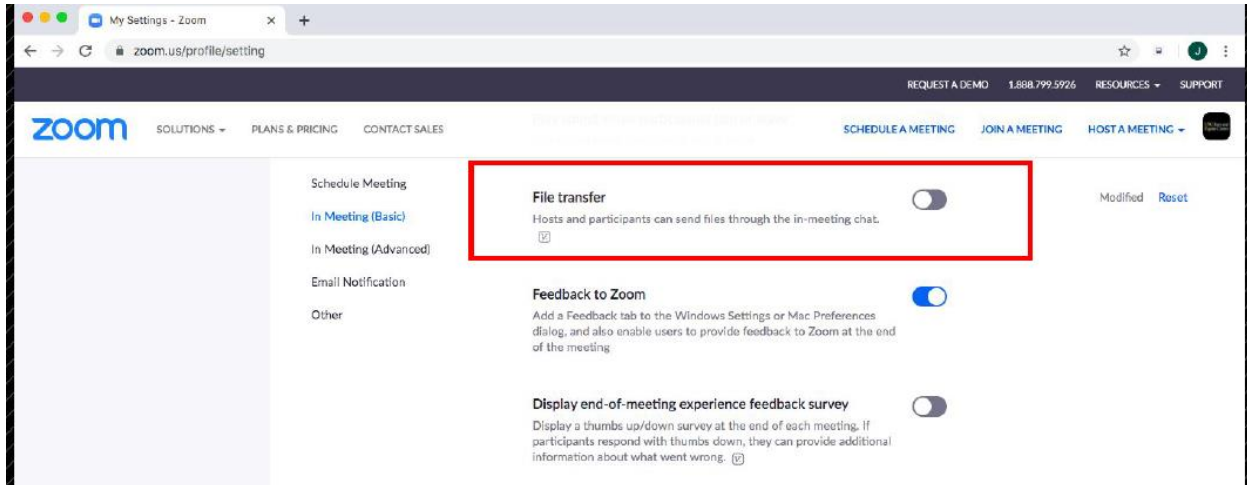 My Settings - Zoom
zoom.us/profile/setting
J
REQUEST A DEMO 1.888.799.5926 RESOURCES SUPPORT
zoom SOLUTIONS PLANS & PRICING CONTACT SALES SCHEDULE A MEETING JOIN A MEETING HOST A MEETING
Schedule Meeting
In Meeting (Basic)
In Meeting (Advanced)
Email Notification
Other
File transfer
Hosts and participants can send files through the in-meeting chat.
Modified Reset
Feedback to Zoom
Add a Feedback tab to the Windows Settings or Mac Preferences
dialog, and also enable users to provide feedback to Zoom at the end
of the meeting
Display end-of-meeting experience feedback survey
Display a thumbs up/down survey at the end of each meeting. If
participants respond with thumbs down, they can provide additional
information about what went wrong.